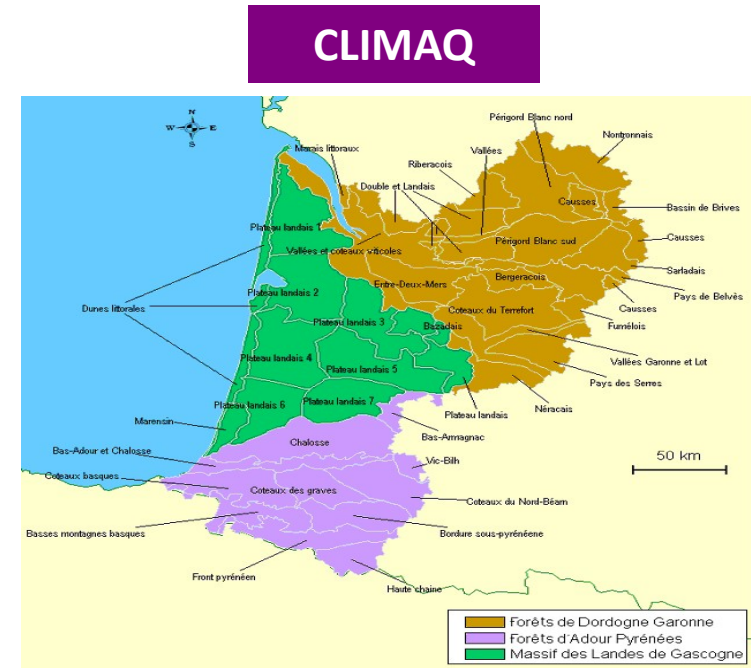 CLIMAQ
N
W E
S
Périgord Blanc nord
Nontronnais
Marais littoraux
Vallées
Riberacois
Double et Landais
Causses
Bassin de Brives
Plateau landais 1
Périgord Blanc sud
Causses
Vallées et coteaux viticoles
Sarladais
Entre-Deux-Mers
Bergeracois
Pays de Belvès
Plateau landais 2
Dunes littorales
Coteaux du Terrefort
Causses
Plateau landais 3
Bazadais
Fumélois
Plateau landais 4
Vallées Garonne et Lot
Plateau landais 5
Pays des Serres
Plateau landais 6
Plateau landais 7
Néracais
Plateau landais
Marensin
Bas-Armagnac
Chalosse
Bas-Adour et Chalosse
Vic-Bilh
50 km
Coteaux basques
Coteaux des graves
Coteaux du Nord-Béarn
Basses montagnes basques
Bordure sous-pyrénéene
Front pyrénéen
Haute chaine
Forêts de Dordogne Garonne
Forêts d'Adour Pyrénées
Massif des Landes de Gascogne